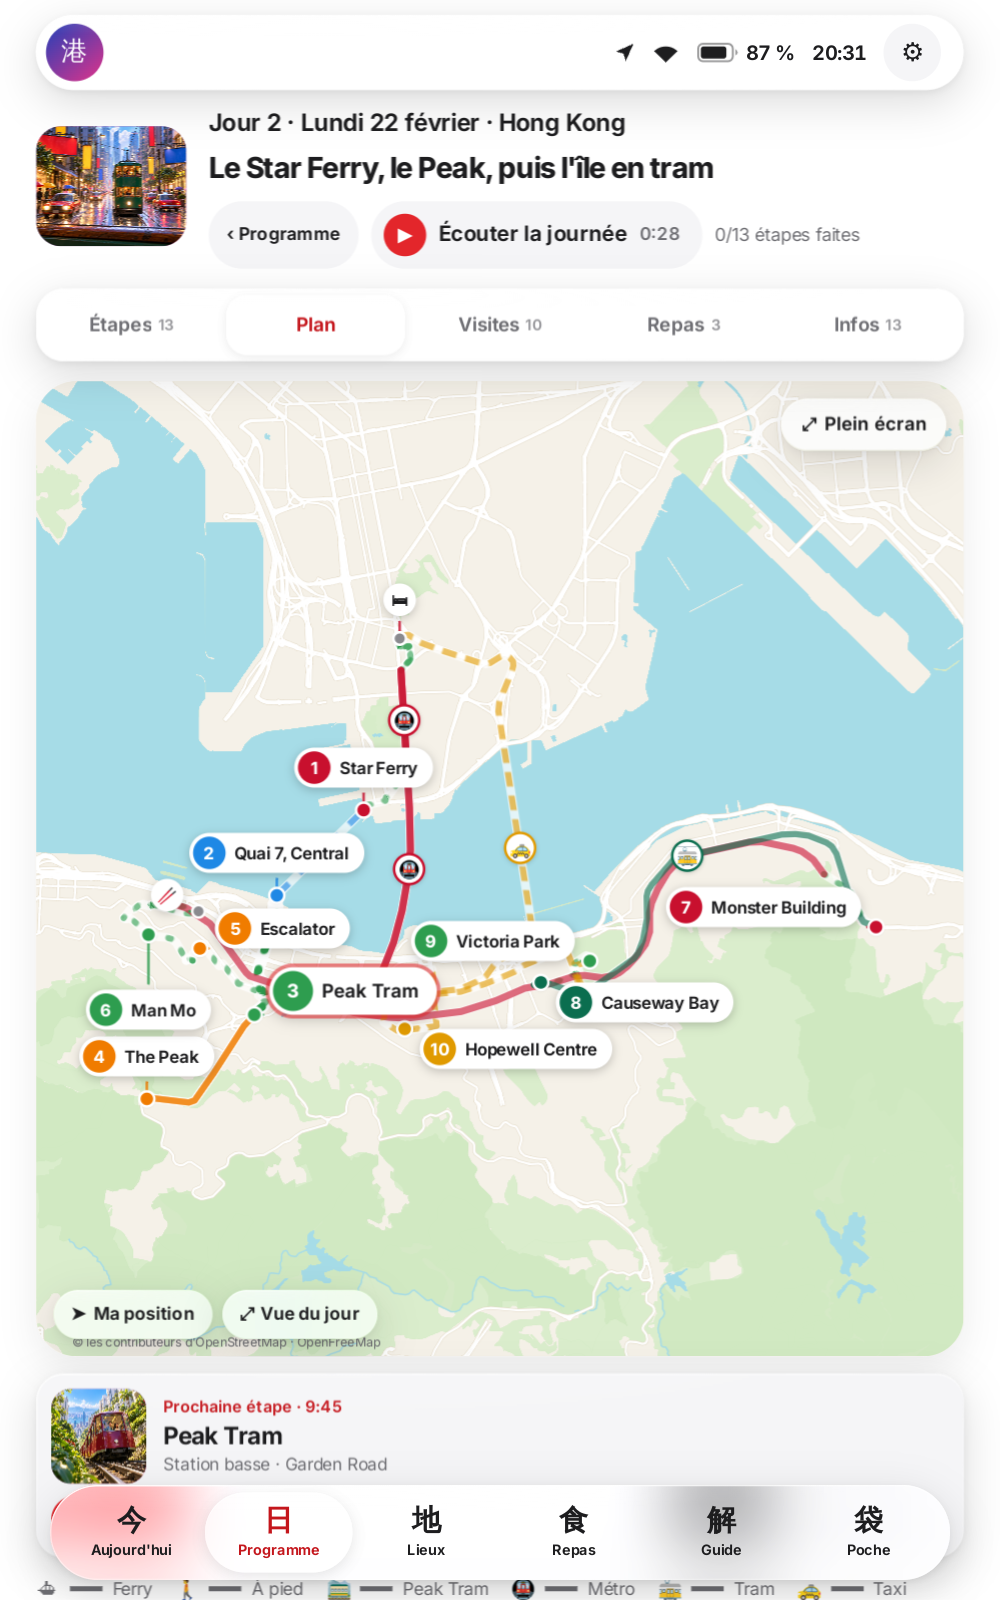 港
87 % 20:31
Jour 2 · Lundi 22 février · Hong Kong
Le Star Ferry, le Peak, puis l'île en tram
‹ Programme
Écouter la journée 0:28
0/13 étapes faites
Étapes 13
Plan
Visites 10
Repas 3
Infos 13
Plein écran
1 Star Ferry
2 Quai 7, Central
7 Monster Building
5 Escalator
9 Victoria Park
3 Peak Tram
8 Causeway Bay
6 Man Mo
10 Hopewell Centre
4 The Peak
Ma position
Vue du jour
© les contributeurs d'OpenStreetMap · OpenFreeMap
Prochaine étape · 9:45
Peak Tram
Station basse · Garden Road
今 日 地 食 解 袋
Aujourd'hui Programme Lieux Repas Guide Poche
Ferry À pied Peak Tram Métro Tram Taxi